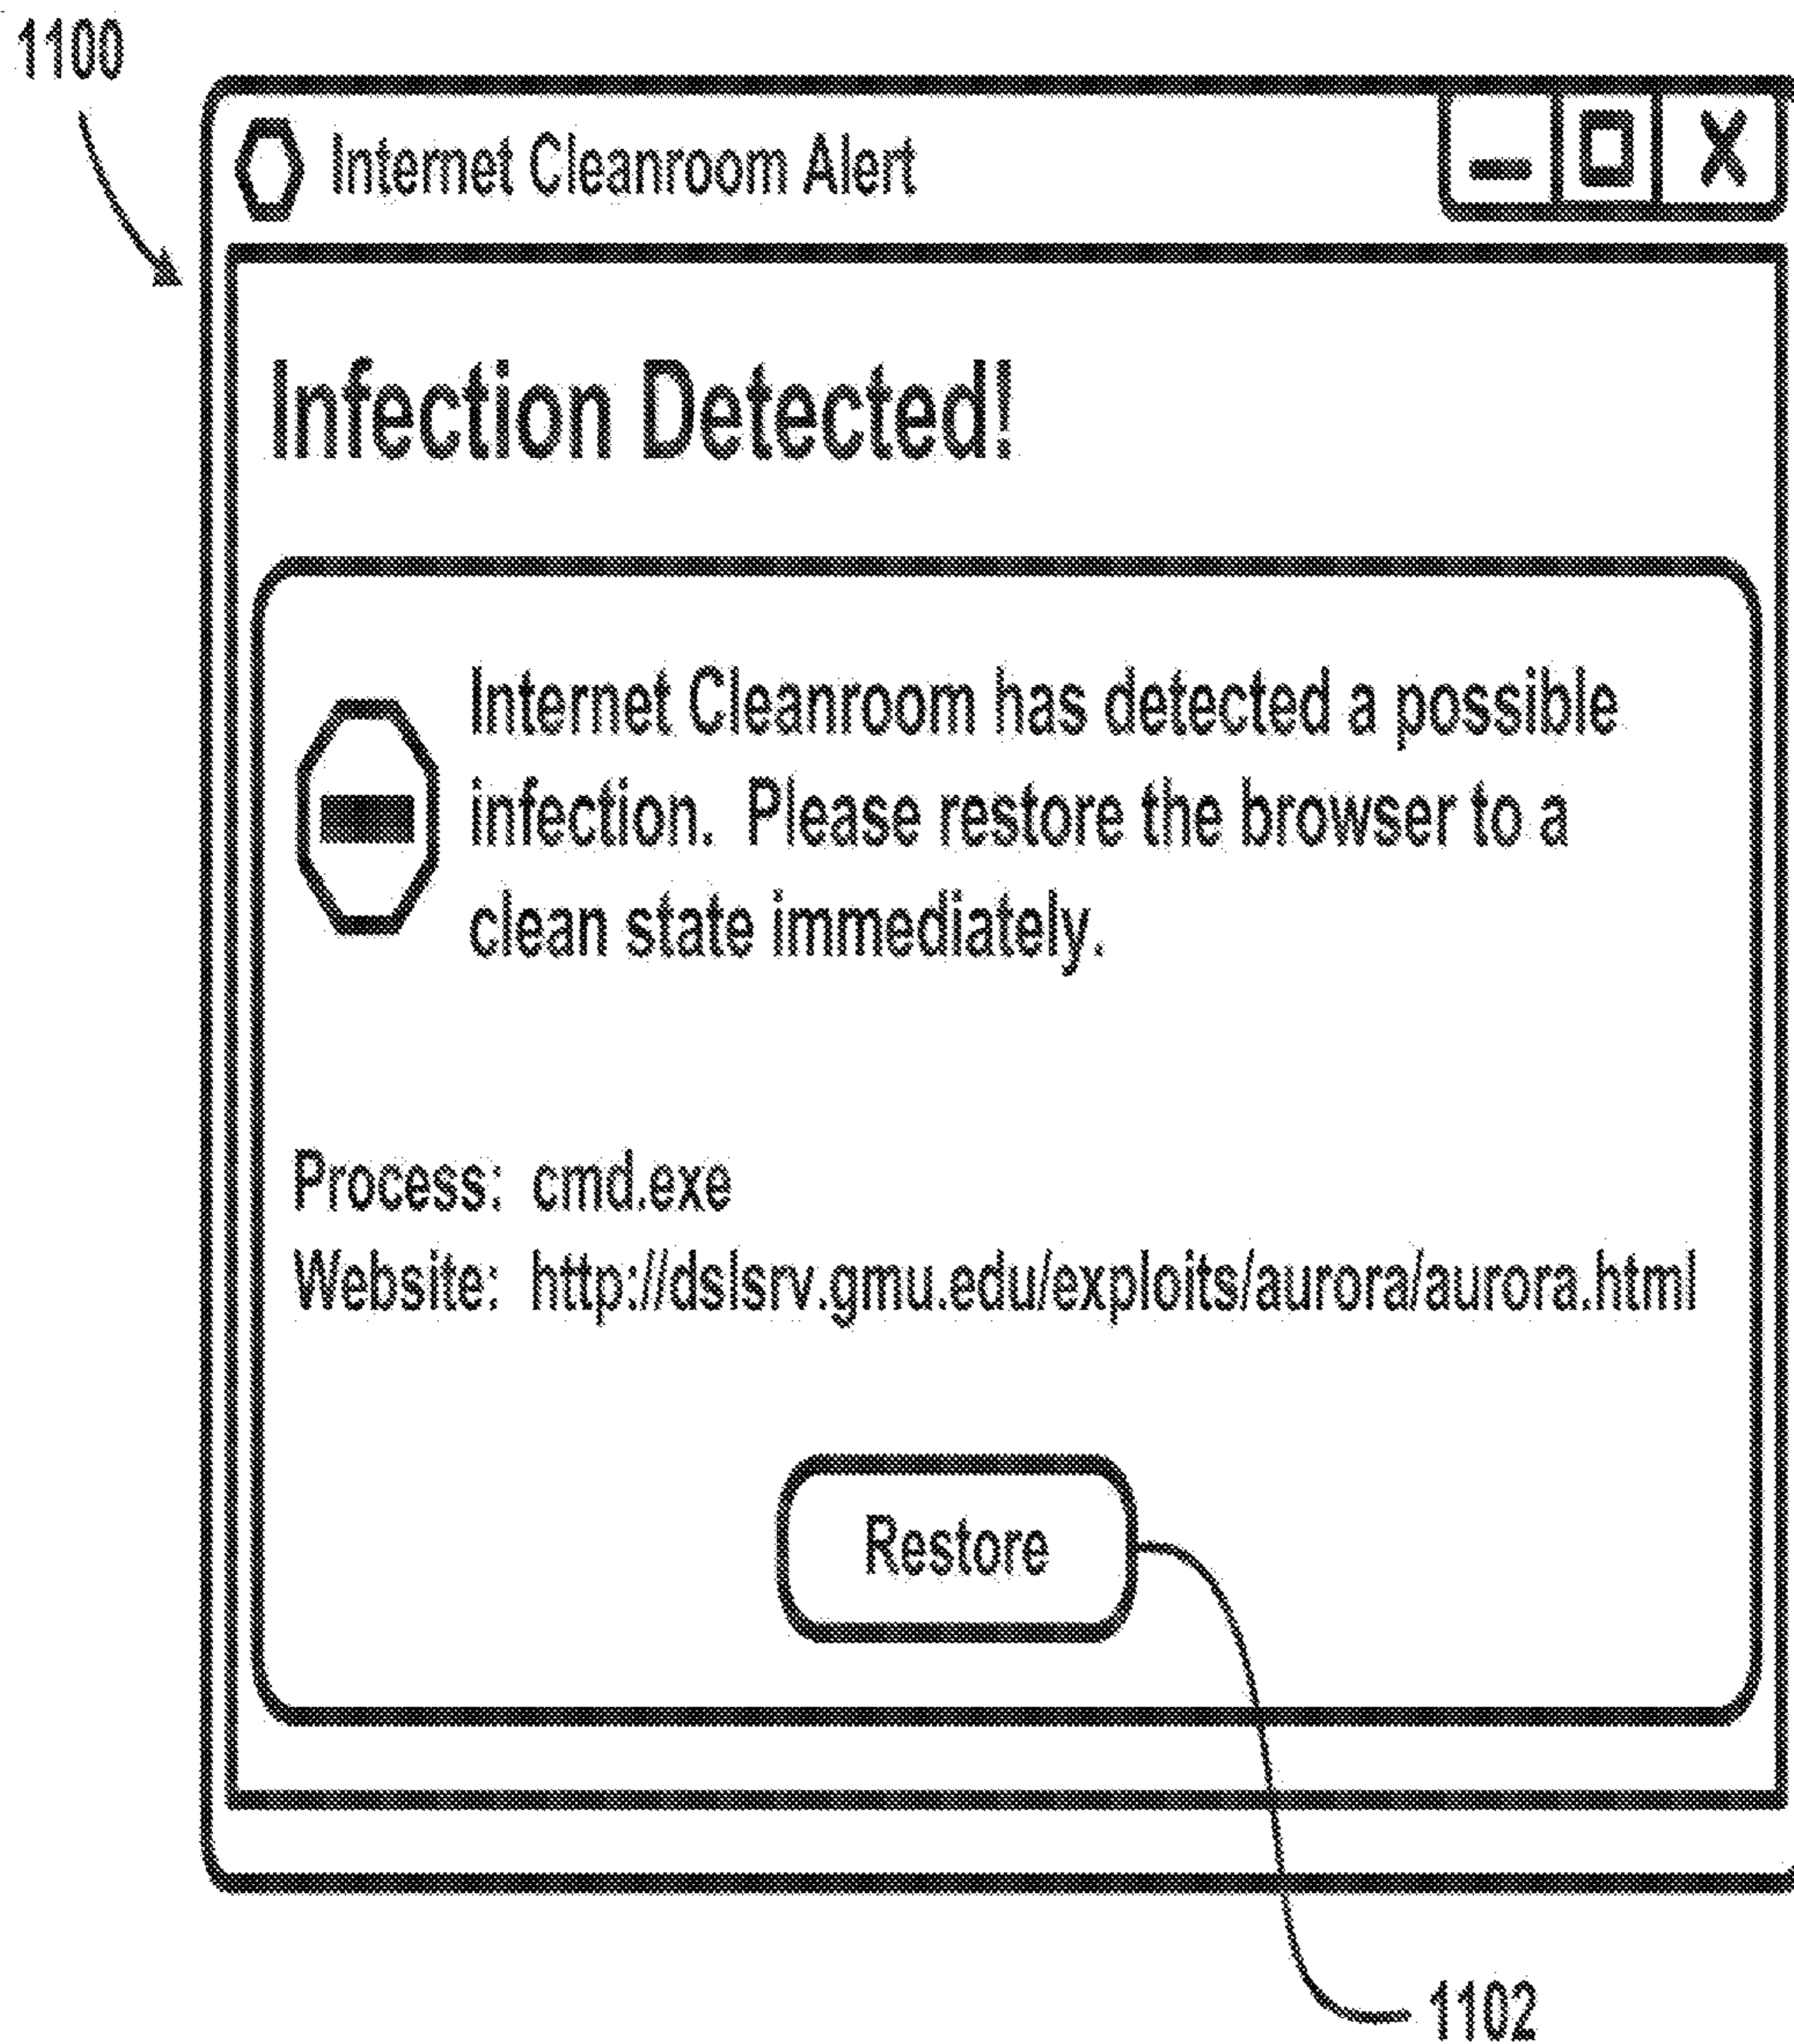 1100
Internet Cleanroom Alert
Infection Detected!
Internet Cleanroom has detected a possible
infection. Please restore the browser to a
clean state immediately.
Process: cmd.exe
Website: http://dslsrv.gmu.edu/exploits/aurora/aurora.html
Restore
1102